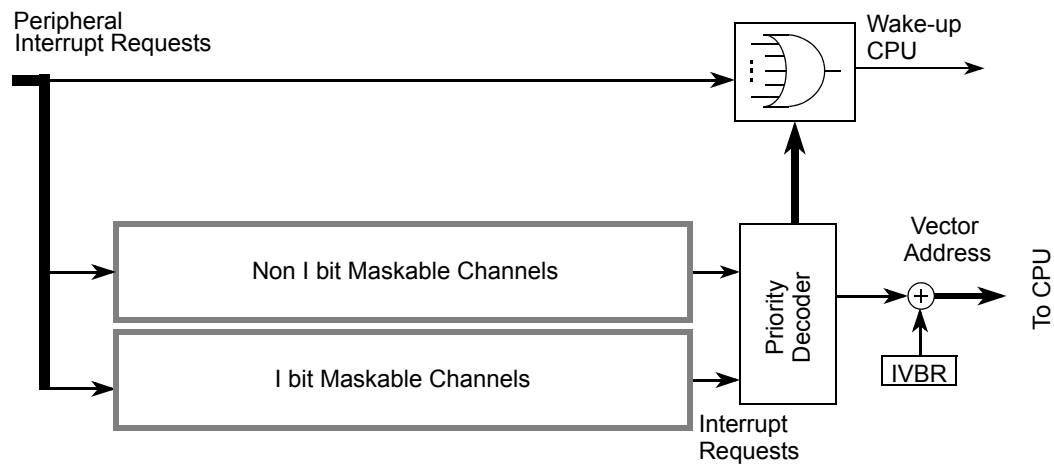 Peripheral
Interrupt Requests
Wake-up
CPU
Non I bit Maskable Channels
I bit Maskable Channels
Priority
Decoder
Interrupt
Requests
Vector
Address
+
IVBR
To CPU